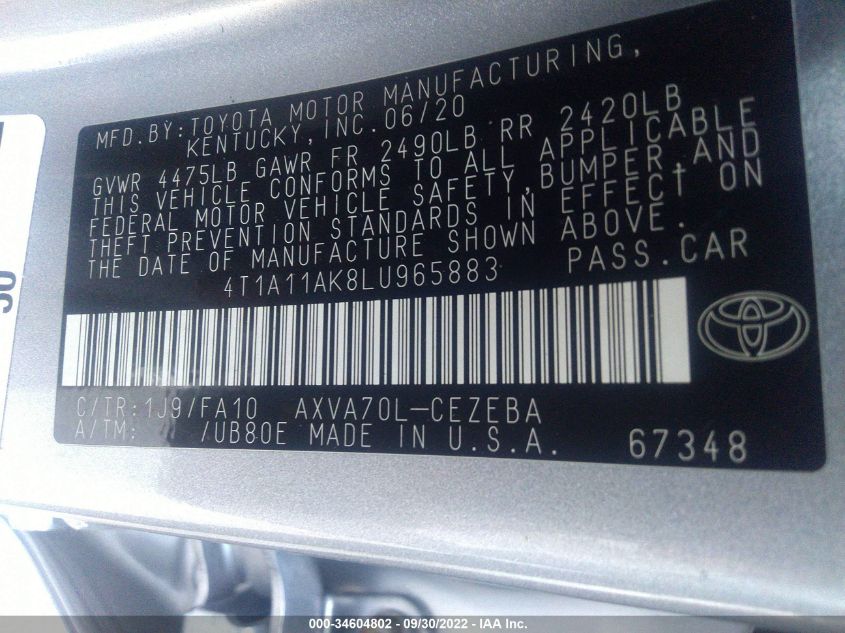 MFD.BY:TOYOTA MOTOR MANUFACTURING,
KENTUCKY,INC.06/20
GVWR 4475LB GAWR FR 2490LB RR 2420LB
THIS VEHICLE CONFORMS TO ALL APPLICABLE
FEDERAL MOTOR VEHICLE SAFETY,BUMPER,AND
THEFT PREVENTION STANDARDS IN EFFECT ON
THE DATE OF MANUFACTURE SHOWN ABOVE.
4T1A11AK8LU965883 PASS.CAR
C/TR:1J9/FA10 AXVA70L-CEZEBA
A/TM: /UB80E MADE IN U.S.A. 67348
000-34604802 - 09/30/2022 - IAA Inc.